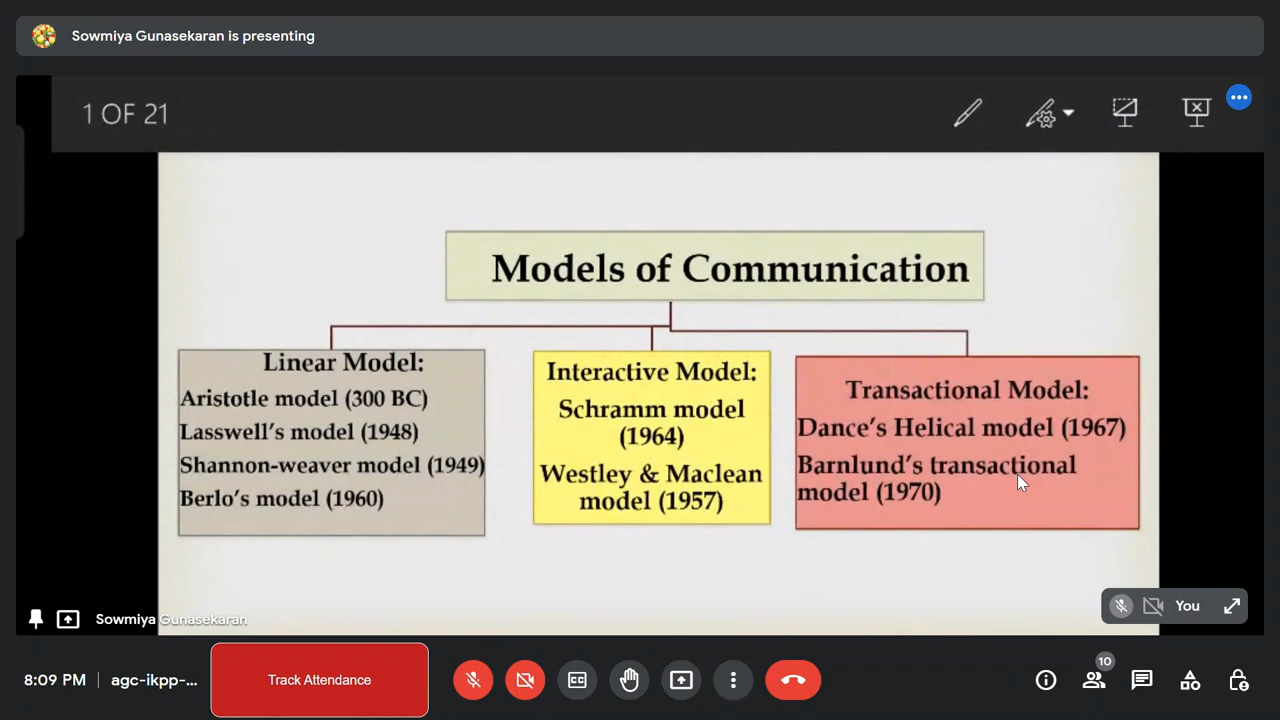 Sowmiya Gunasekaran is presenting
1 OF 21
Models of Communication
Linear Model:
Aristotle model (300 BC)
Lasswell's model (1948)
Shannon-weaver model (1949)
Berlo's model (1960)
Interactive Model:
Schramm model
(1964)
Westley & Maclean
model (1957)
Transactional Model:
Dance's Helical model (1967)
Barnlund's transactional
model (1970)
Sowmiya Gunasekaran
You
8:09 PM
agc-ikpp-...
Track Attendance
10